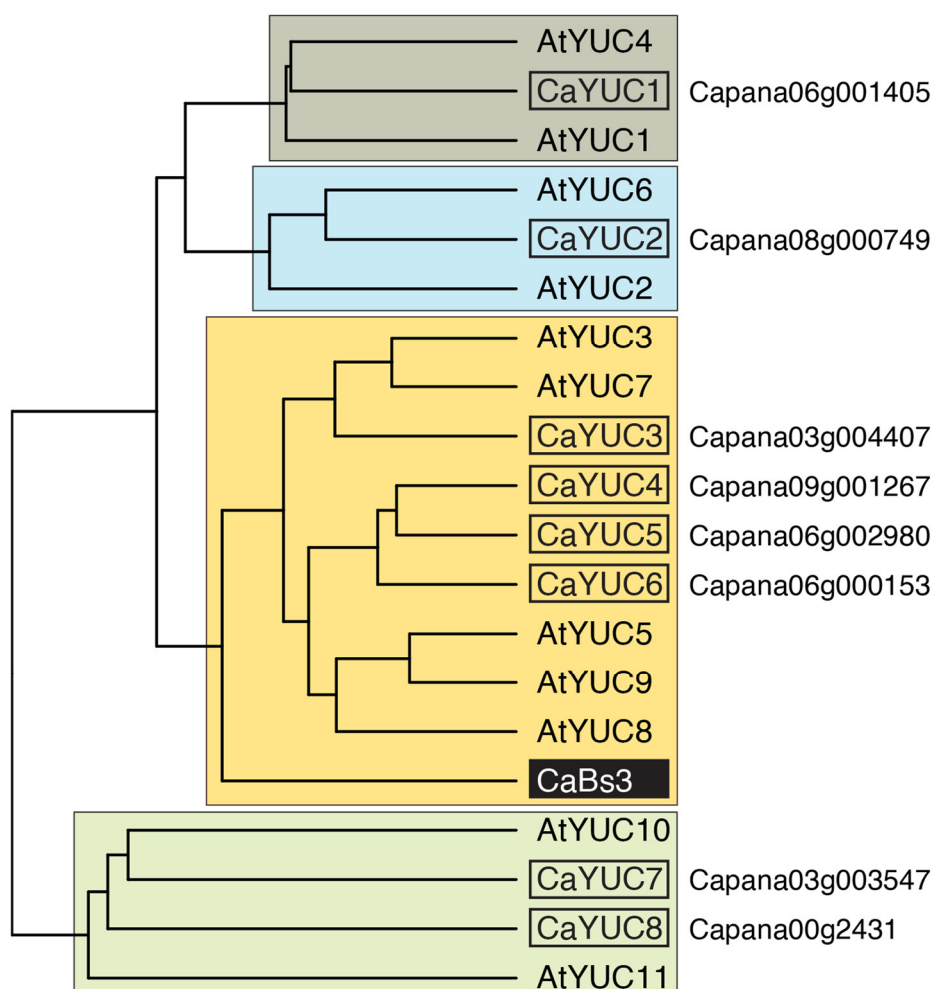 AtYUC4
CaYUC1 Capana06g001405
AtYUC1
AtYUC6
CaYUC2 Capana08g000749
AtYUC2
AtYUC3
AtYUC7
CaYUC3 Capana03g004407
CaYUC4 Capana09g001267
CaYUC5 Capana06g002980
CaYUC6 Capana06g000153
AtYUC5
AtYUC9
AtYUC8
CaBs3
AtYUC10
CaYUC7 Capana03g003547
CaYUC8 Capana00g2431
AtYUC11